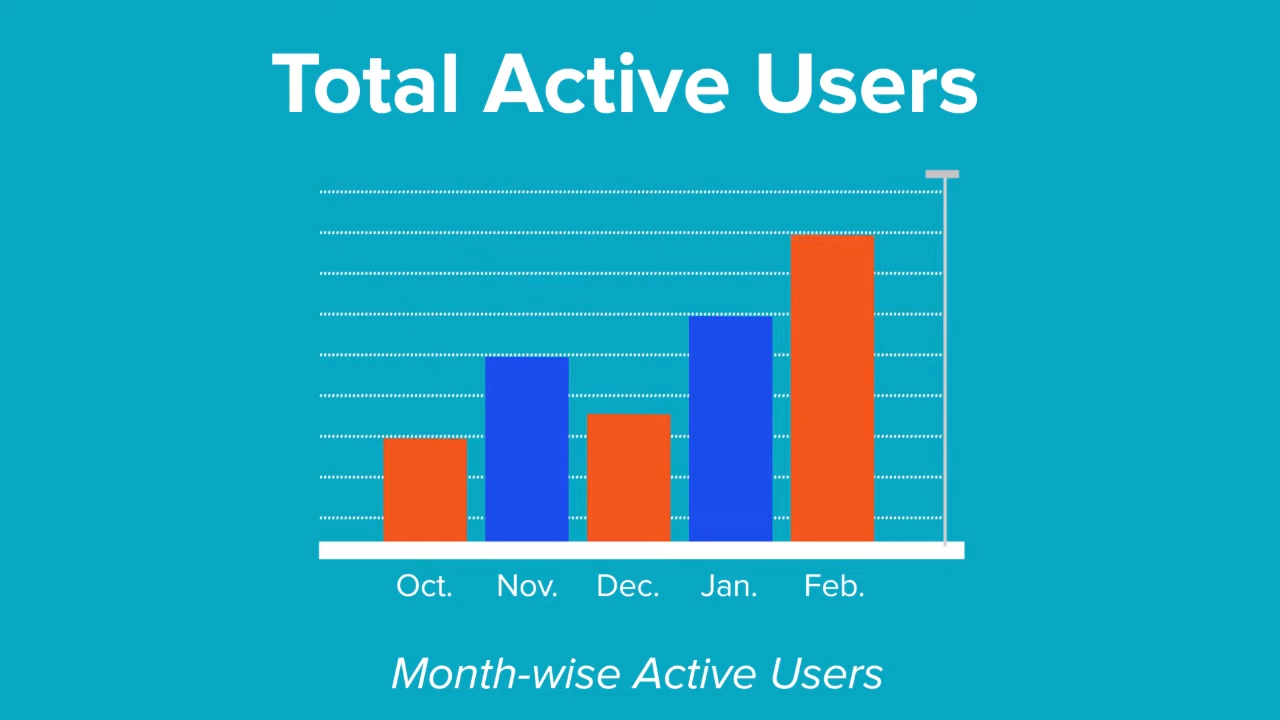 Total Active Users
Oct. Nov. Dec. Jan. Feb.
Month-wise Active Users